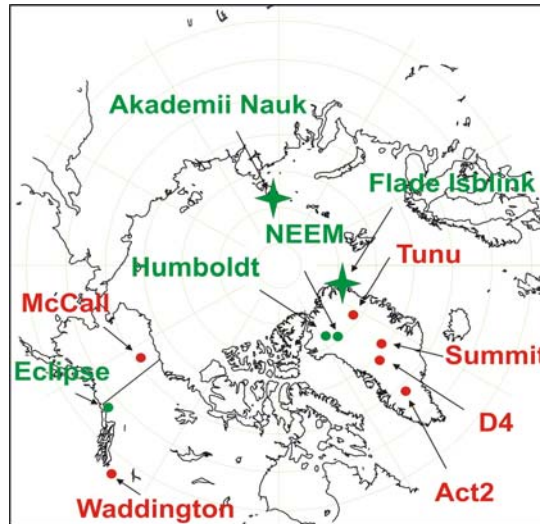 Akademii Nauk
Flade Isblink
NEEM
Tunu
Humboldt
McCall
Summit
Eclipse
D4
Act2
Waddington